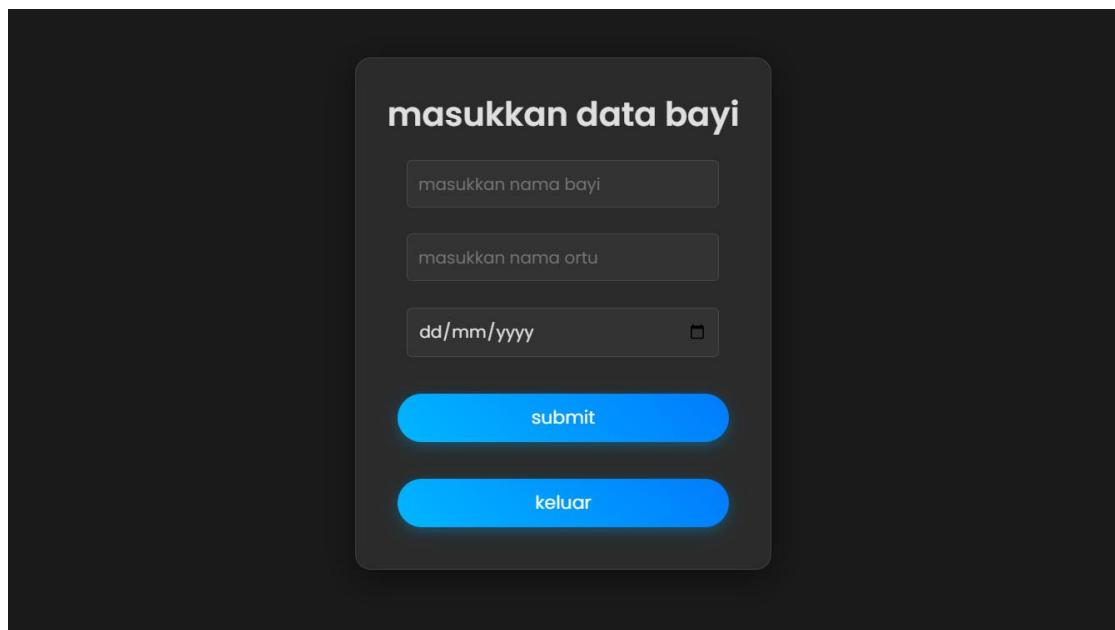 masukkan data bayi
masukkan nama bayi
masukkan nama ortu
dd/mm/yyyy
submit
keluar